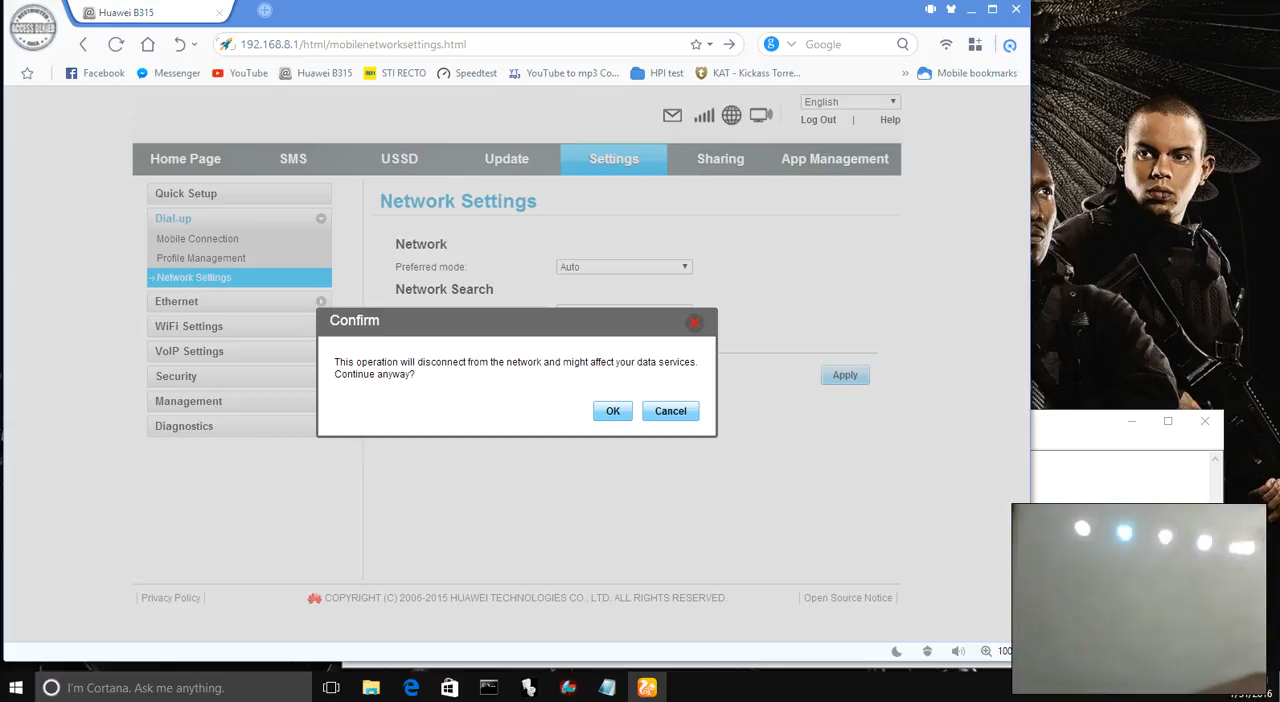 Huawei B315
ACCESS DENIED
192.168.8.1/html/mobilenetworksettings.html
Google
Facebook
Messenger
YouTube
Huawei B315
STI RECTO
Speedtest
YouTube to mp3 Co...
HPI test
KAT - Kickass Torre...
»
Mobile bookmarks
English
Log Out | Help
Home Page
SMS
USSD
Update
Settings
Sharing
App Management
Quick Setup
Dial-up
Mobile Connection
Profile Management
Network Settings
Ethernet
WiFi Settings
VoIP Settings
Security
Management
Diagnostics
Network Settings
Network
Preferred mode:
Auto
Network Search
Apply
Confirm
This operation will disconnect from the network and might affect your data services.
Continue anyway?
OK
Cancel
| Privacy Policy |
COPYRIGHT (C) 2006-2015 HUAWEI TECHNOLOGIES CO., LTD. ALL RIGHTS RESERVED.
| Open Source Notice |
100
I'm Cortana. Ask me anything.